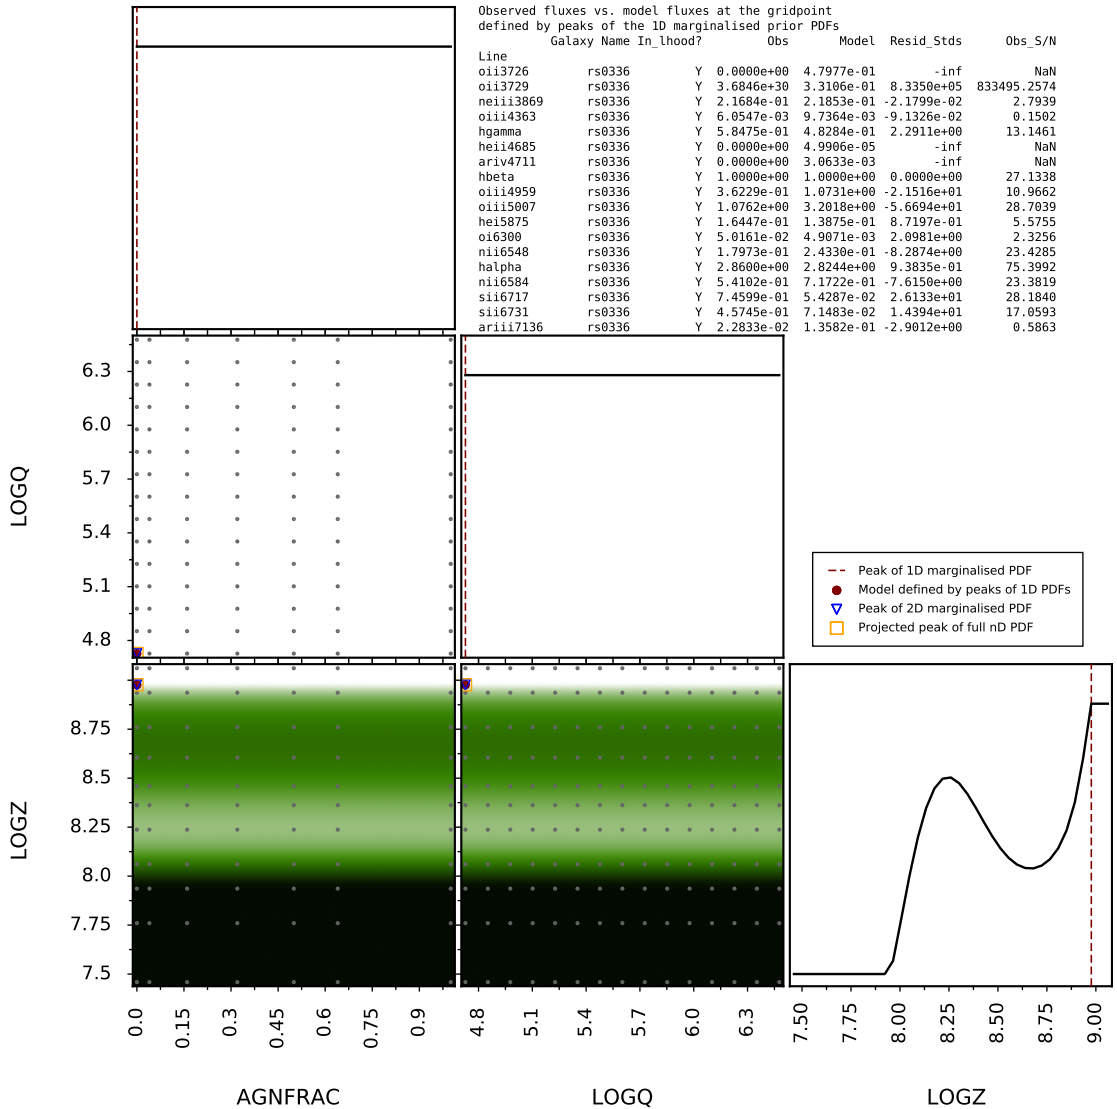 Observed fluxes vs. model fluxes at the gridpoint
defined by peaks of the 1D marginalised prior PDFs
Galaxy Name In_lhood? Obs Model Resid_Stds Obs_S/N
Line
oii3726 rs0336 Y 0.0000e+00 4.7977e-01 -inf NaN
oii3729 rs0336 Y 3.6846e+30 3.3106e-01 8.3350e+05 833495.2574
neiii3869 rs0336 Y 2.1684e-01 2.1853e-01 -2.1799e-02 2.7939
oiii4363 rs0336 Y 6.0547e-03 9.7364e-03 -9.1326e-02 0.1502
hgamma rs0336 Y 5.8475e-01 4.8284e-01 2.2911e+00 13.1461
heii4685 rs0336 Y 0.0000e+00 4.9906e-05 -inf NaN
ariv4711 rs0336 Y 0.0000e+00 3.0633e-03 -inf NaN
hbeta rs0336 Y 1.0000e+00 1.0000e+00 0.0000e+00 27.1338
oiii4959 rs0336 Y 3.6229e-01 1.0731e+00 -2.1516e+01 10.9662
oiii5007 rs0336 Y 1.0762e+00 3.2018e+00 -5.6694e+01 28.7039
hei5875 rs0336 Y 1.6447e-01 1.3875e-01 8.7197e-01 5.5755
oi6300 rs0336 Y 5.0161e-02 4.9071e-03 2.0981e+00 2.3256
nii6548 rs0336 Y 1.7973e-01 2.4330e-01 -8.2874e+00 23.4285
halpha rs0336 Y 2.8600e+00 2.8244e+00 9.3835e-01 75.3992
nii6584 rs0336 Y 5.4102e-01 7.1722e-01 -7.6150e+00 23.3819
sii6717 rs0336 Y 7.4599e-01 5.4287e-02 2.6133e+01 28.1840
sii6731 rs0336 Y 4.5745e-01 7.1483e-02 1.4394e+01 17.0593
ariii7136 rs0336 Y 2.2833e-02 1.3582e-01 -2.9012e+00 0.5863
LOGQ
6.3
6.0
5.7
5.4
5.1
4.8
Peak of 1D marginalised PDF
Model defined by peaks of 1D PDFs
Peak of 2D marginalised PDF
Projected peak of full nD PDF
LOGZ
8.75
8.5
8.25
8.0
7.75
7.5
0.0 0.15 0.3 0.45 0.6 0.75 0.9
4.8 5.1 5.4 5.7 6.0 6.3
7.50 7.75 8.00 8.25 8.50 8.75 9.00
AGNFRAC LOGQ LOGZ